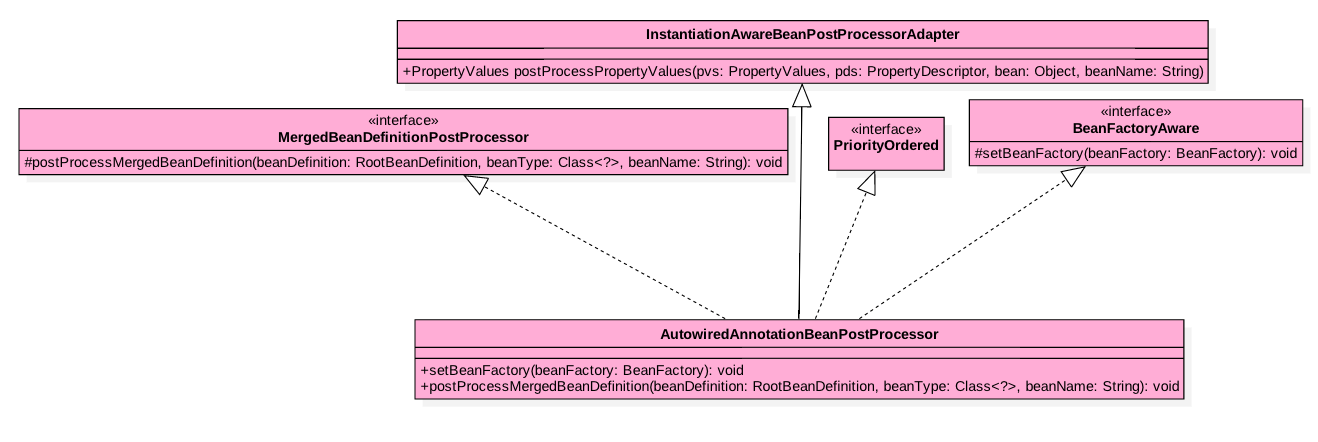 InstantiationAwareBeanPostProcessorAdapter
+PropertyValues postProcessPropertyValues(pvs: PropertyValues, pds: PropertyDescriptor, bean: Object, beanName: String)
«interface»
MergedBeanDefinitionPostProcessor
#postProcessMergedBeanDefinition(beanDefinition: RootBeanDefinition, beanType: Class<?>, beanName: String): void
«interface»
PriorityOrdered
«interface»
BeanFactoryAware
#setBeanFactory(beanFactory: BeanFactory): void
AutowiredAnnotationBeanPostProcessor
+setBeanFactory(beanFactory: BeanFactory): void
+postProcessMergedBeanDefinition(beanDefinition: RootBeanDefinition, beanType: Class<?>, beanName: String): void